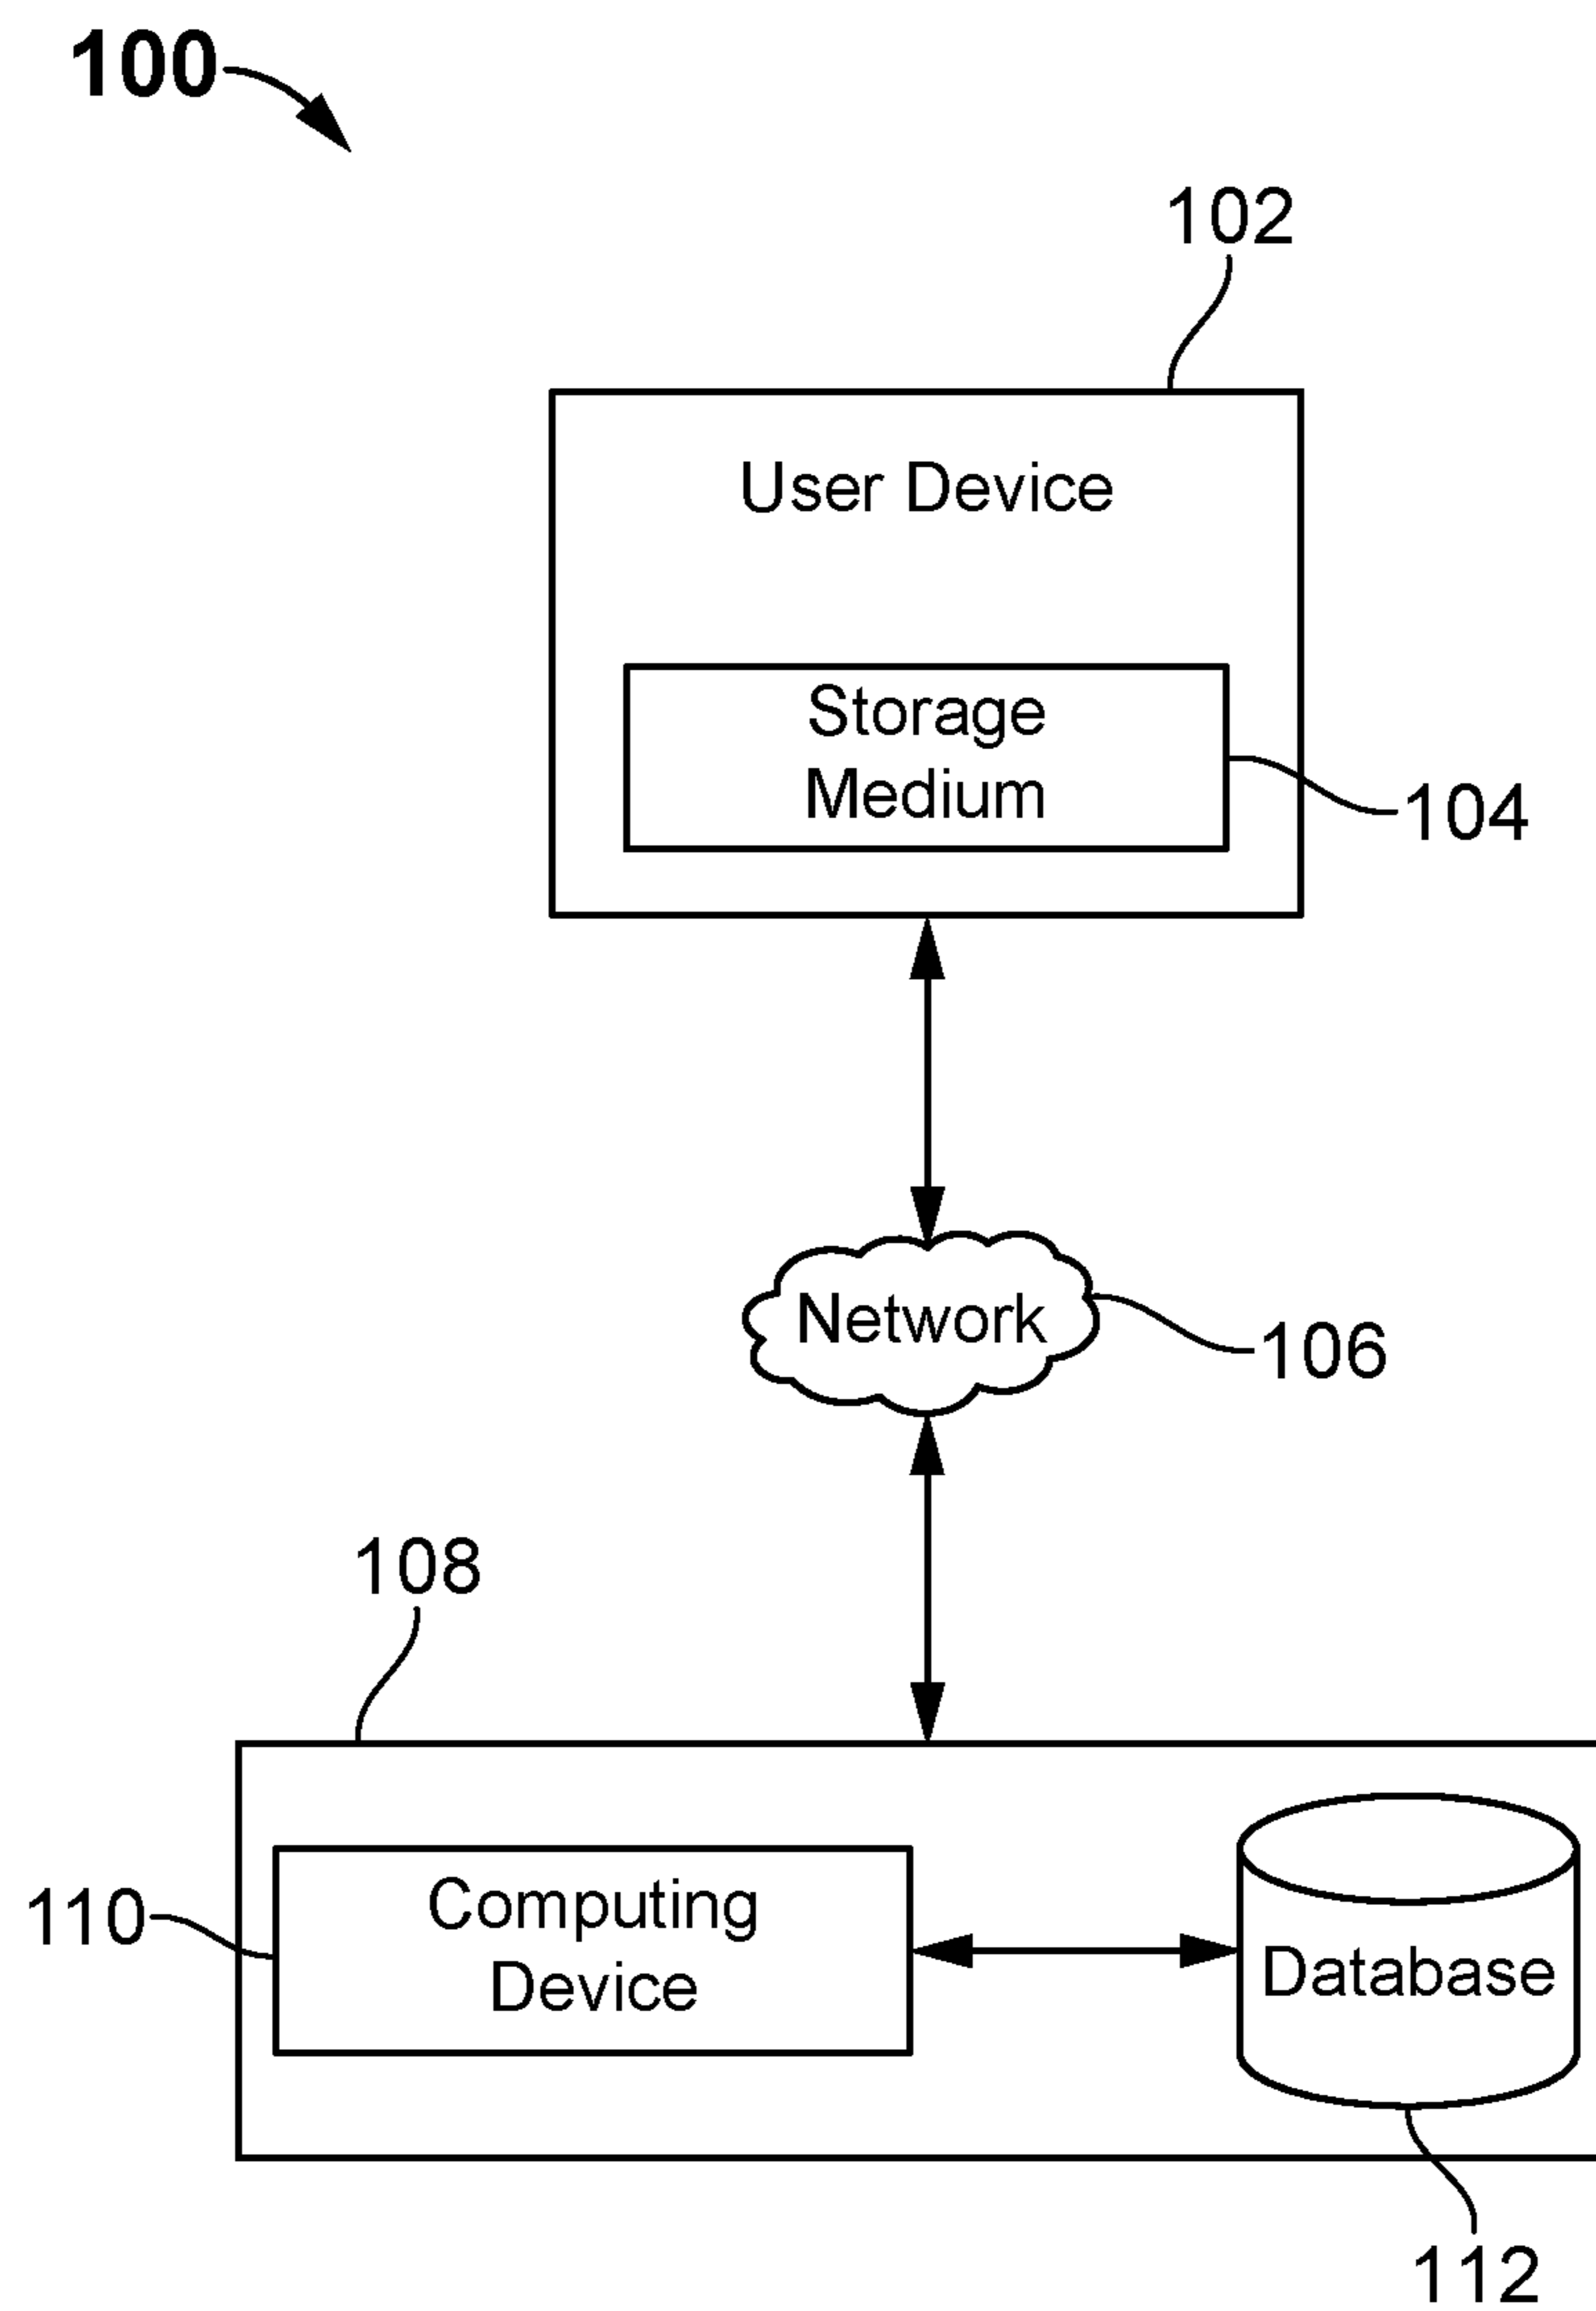 100
102
User Device
Storage
Medium
104
Network
106
108
Computing
Device
110
Database
112